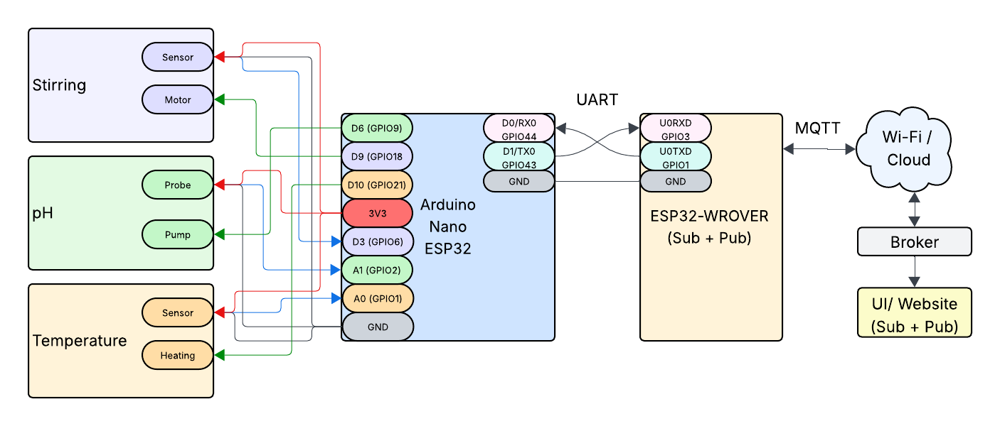 Stirring
Sensor
Motor
pH
Probe
Pump
Temperature
Sensor
Heating
D6 (GPIO9)
D9 (GPIO18
D10 (GPIO21)
3V3
D3 (GPIO6)
A1 (GPIO2)
A0 (GPIO1)
GND
Arduino
Nano
ESP32
D0/RX0
GPIO44
D1/TX0
GPIO43
GND
UART
U0RXD
GPIO3
U0TXD
GPIO1
GND
ESP32-WROVER
(Sub + Pub)
MQTT
Wi-Fi /
Cloud
Broker
UI/ Website
(Sub + Pub)